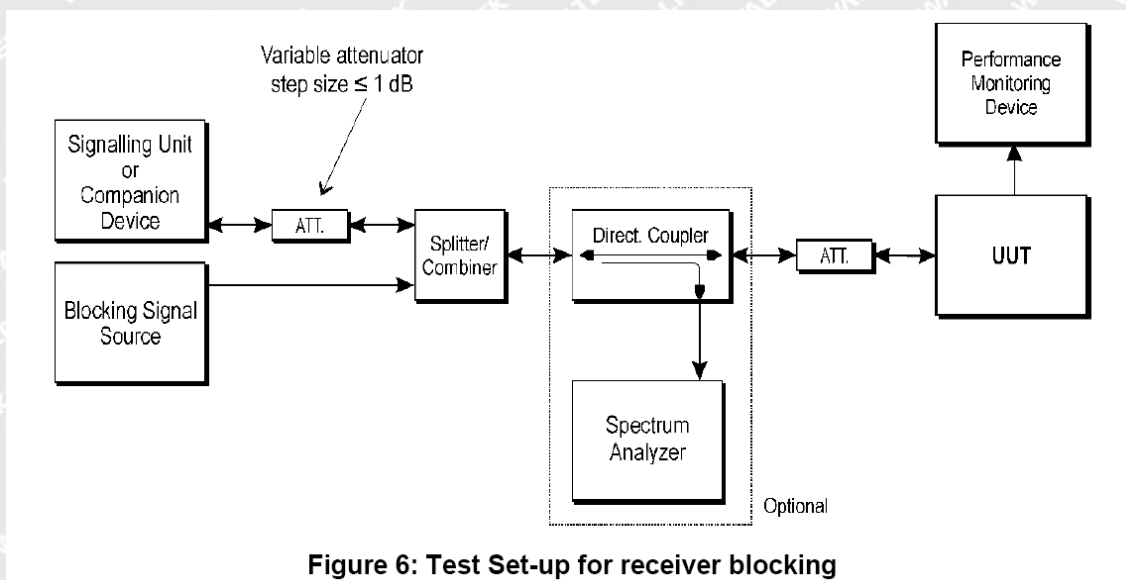 Variable attenuator
step size ≤ 1 dB
Signalling Unit
or
Companion
Device
ATT.
Splitter/
Combiner
Blocking Signal
Source
Direct. Coupler
Spectrum
Analyzer
Optional
ATT.
Performance
Monitoring
Device
UUT
Figure 6: Test Set-up for receiver blocking